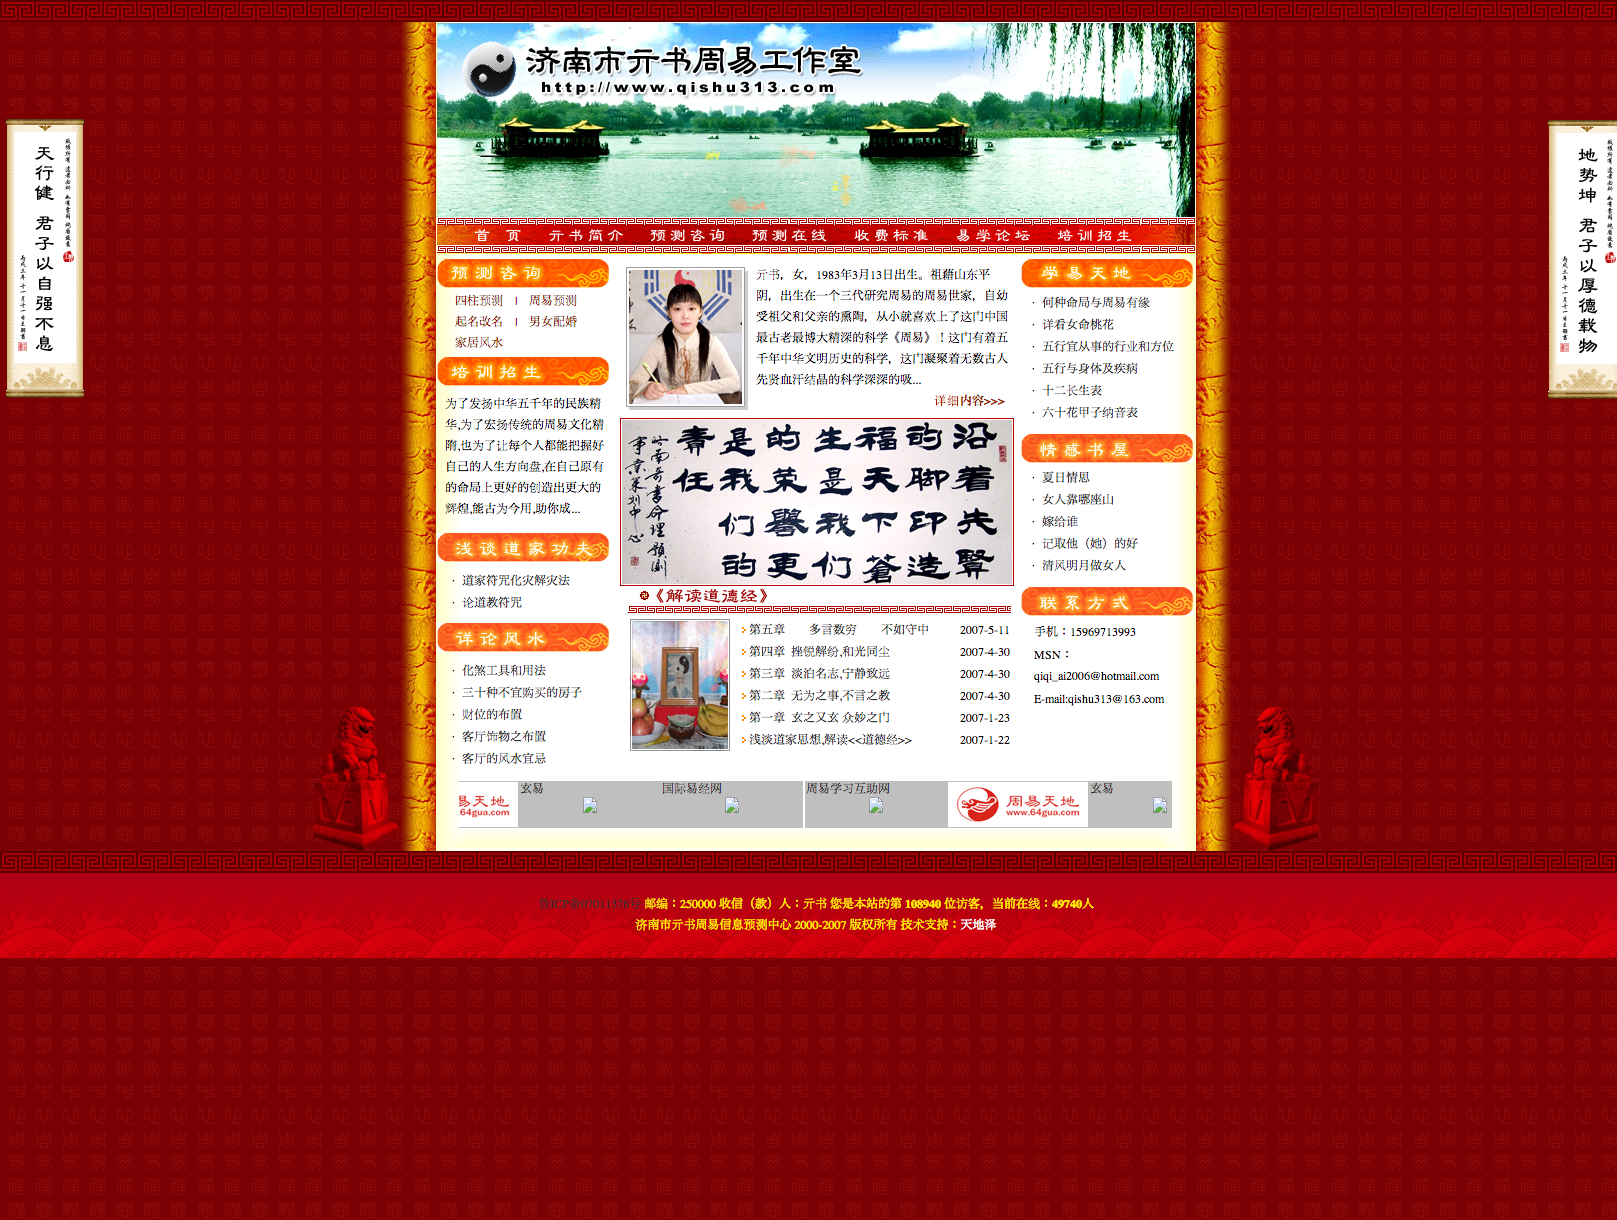 济南市亓书周易工作室
http://www.qishu313.com
天行健 君子以自强不息
地势坤 君子以厚德载物
首 页 亓书简介 预测咨询 预测在线 收费标准 易学论坛 培训招生
预测咨询
四柱预测 | 周易预测
起名改名 | 男女配婚
家居风水
培训招生
为了发扬中华五千年的民族精
华,为了宏扬传统的周易文化精
隋,也为了让每个人都能把握好
自己的人生方向盘,在自己原有
的命局上更好的创造出更大的
辉煌,能古为今用,助你成...
浅谈道家功夫
· 道家符咒化灾解灾法
· 论道教符咒
详论风水
· 化煞工具和用法
· 三十种不宜购买的房子
· 财位的布置
· 客厅饰物之布置
· 客厅的风水宜忌
亓书，女，1983年3月13日出生。祖籍山东平
阴，出生在一个三代研究周易的周易世家，自幼
受祖父和父亲的熏陶，从小就喜欢上了这门中国
最古老最博大精深的科学《周易》！这门有着五
千年中华文明历史的科学，这门凝聚着无数古人
先贤血汗结晶的科学深深的吸...
详细内容>>>
沿着先贤
的脚印造
福天下苍
生是我们
的荣誉更
是我们的
责任
《解读道德经》
第五章 多言数穷 不如守中 2007-5-11
第四章 挫锐解纷,和光同尘 2007-4-30
第三章 淡泊名志,宁静致远 2007-4-30
第二章 无为之事,不言之教 2007-4-30
第一章 玄之又玄 众妙之门 2007-1-23
浅谈道家思想,解读<<道德经>> 2007-1-22
学易天地
· 何种命局与周易有缘
· 详看女命桃花
· 五行宜从事的行业和方位
· 五行与身体及疾病
· 十二长生表
· 六十花甲子纳音表
情感书屋
· 夏日情思
· 女人靠哪座山
· 嫁给谁
· 记取他（她）的好
· 清风明月做女人
联系方式
手机：15969713993
MSN：
qiqi_ai2006@hotmail.com
E-mail:qishu313@163.com
易天地 玄易 国际易经网 周易学习互助网 周易天地 玄易
.64gua.com www.64gua.com
邮编：250000 收信（款）人：亓书 您是本站的第 108940 位访客，当前在线：49740人
济南市亓书周易信息预测中心 2000-2007 版权所有 技术支持：天地泽